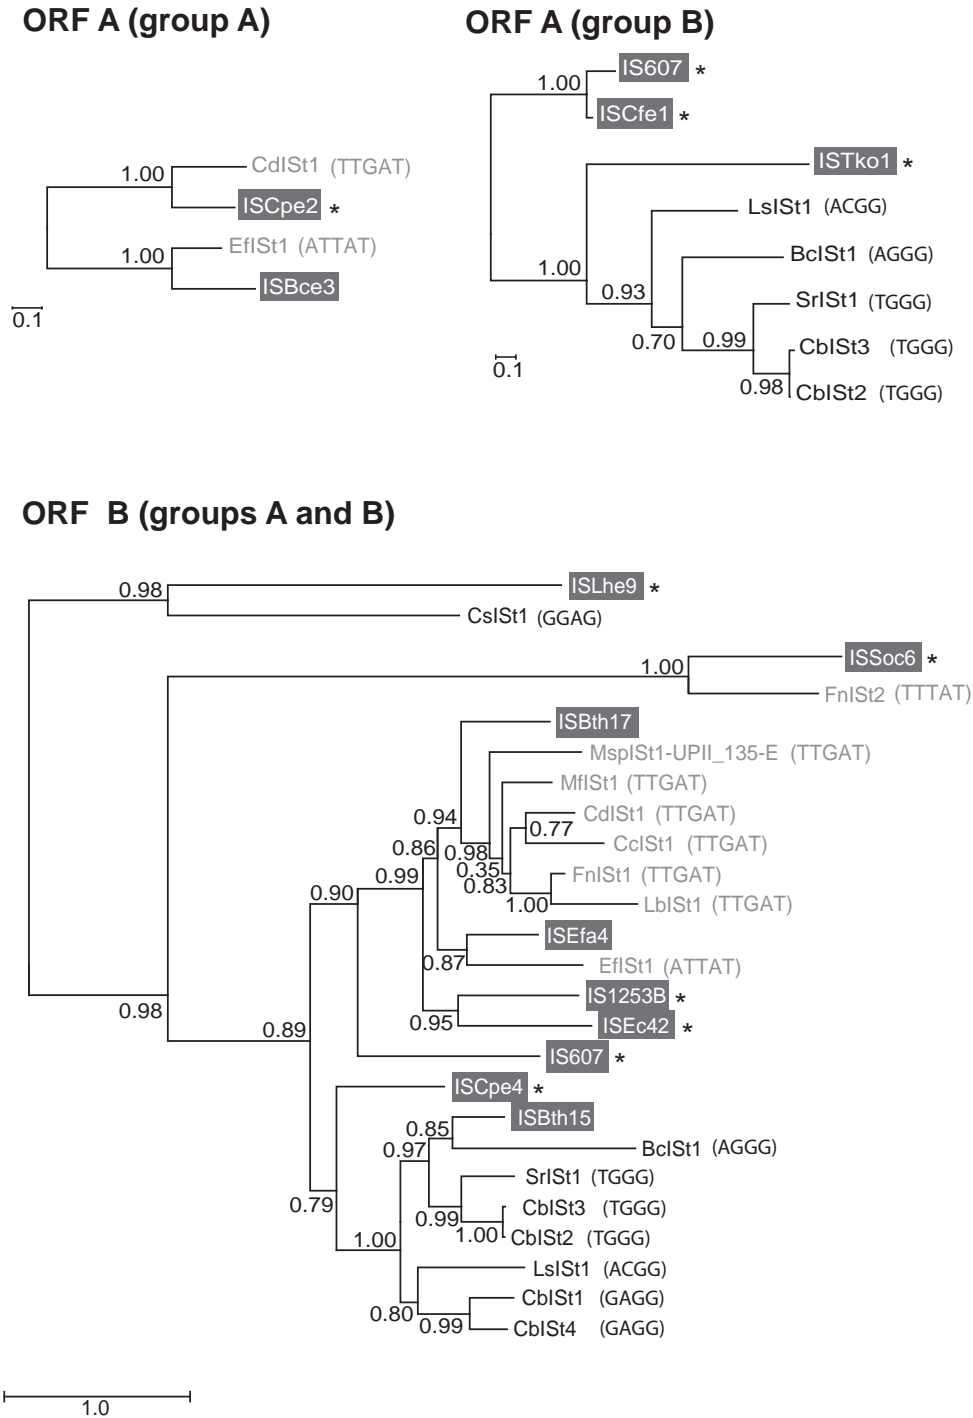 ORF A (group A)
1.00
CdISt1 (TTGAT)
ISCpe2 *
1.00
EfISt1 (ATTAT)
ISBce3
0.1
ORF A (group B)
1.00
IS607 *
ISCfe1 *
ISTko1 *
1.00
LsISt1 (ACGG)
0.93
BcISt1 (AGGG)
0.70
SrISt1 (TGGG)
0.99
CbISt3 (TGGG)
0.98
CbISt2 (TGGG)
0.1
ORF B (groups A and B)
0.98
ISLhe9 *
CsISt1 (GGAG)
1.00
ISSoc6 *
FnISt2 (TTTAT)
ISBth17
MspISt1-UPII_135-E (TTGAT)
MfISt1 (TTGAT)
0.94
CdISt1 (TTGAT)
0.77
CcISt1 (TTGAT)
0.86
0.98
0.35
0.99
FnISt1 (TTGAT)
0.83
0.90
1.00
LbISt1 (TTGAT)
ISEfa4
0.87
EfISt1 (ATTAT)
IS1253B *
0.98
0.95
ISEc42 *
0.89
IS607 *
ISCpe4 *
ISBth15
0.85
0.97
BcISt1 (AGGG)
SrISt1 (TGGG)
0.79
CbISt3 (TGGG)
0.99
1.00
CbISt2 (TGGG)
1.00
LsISt1 (ACGG)
CbISt1 (GAGG)
0.80
0.99
CbISt4 (GAGG)
1.0